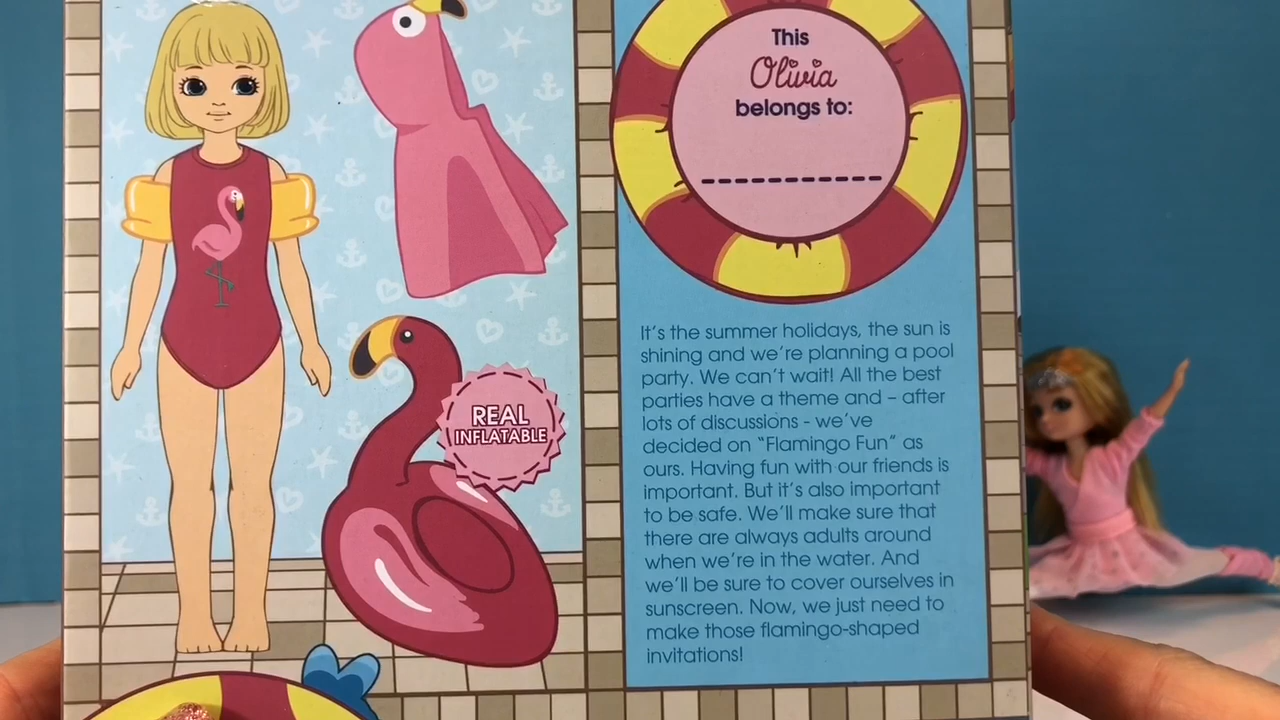 This
Olivia
belongs to:
REAL
INFLATABLE
It's the summer holidays, the sun is
shining and we're planning a pool
party. We can't wait! All the best
parties have a theme and – after
lots of discussions - we've
decided on "Flamingo Fun" as
ours. Having fun with our friends is
important. But it's also important
to be safe. We'll make sure that
there are always adults around
when we're in the water. And
we'll be sure to cover ourselves in
sunscreen. Now, we just need to
make those flamingo-shaped
invitations!